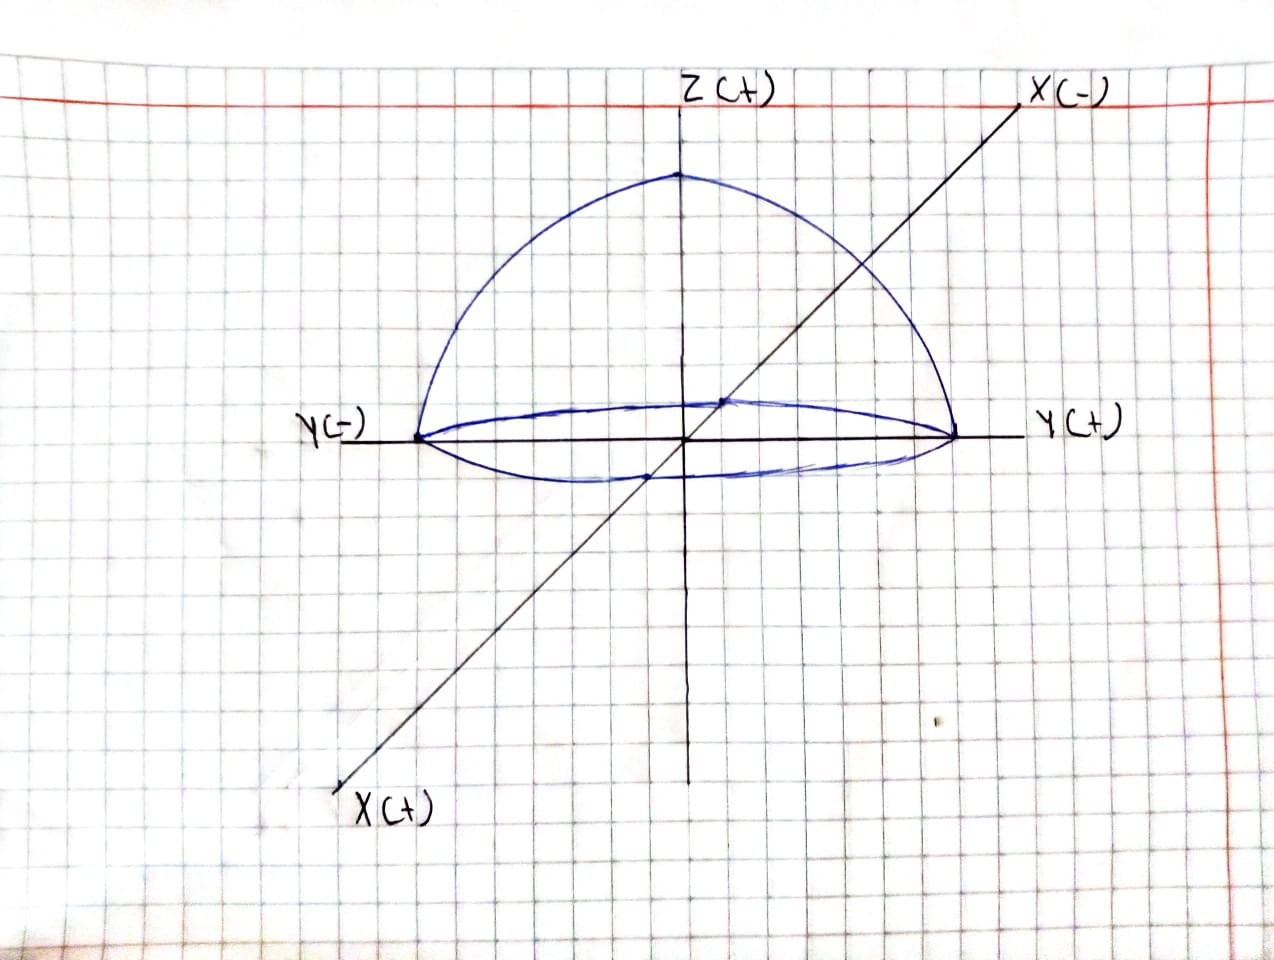 Z (+)
X (-)
Y (-)
Y (+)
X (+)